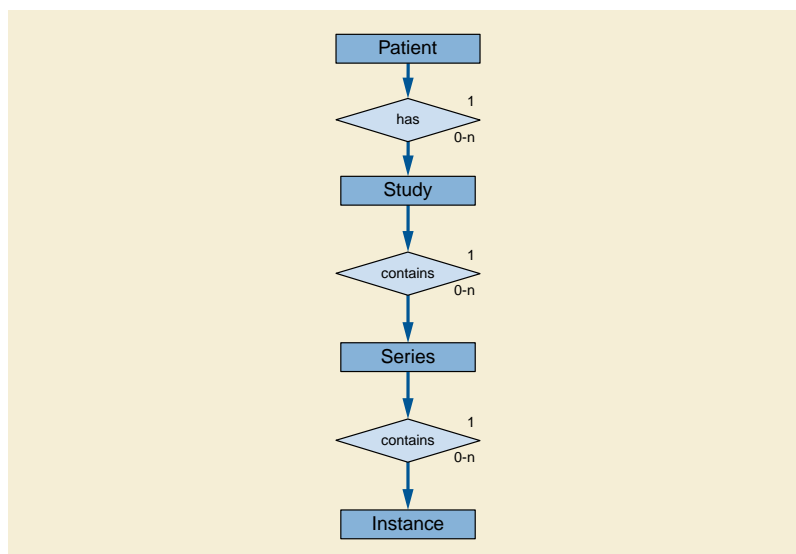 Patient
1
has
0-n
Study
1
contains
0-n
Series
1
contains
0-n
Instance